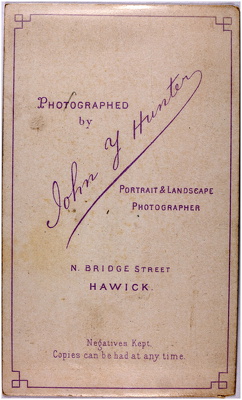 PHOTOGRAPHED
by
John Y Hunter
PORTRAIT & LANDSCAPE
PHOTOGRAPHER
N. BRIDGE STREET
HAWICK.
Negatives Kept.
Copies can be had at any time.